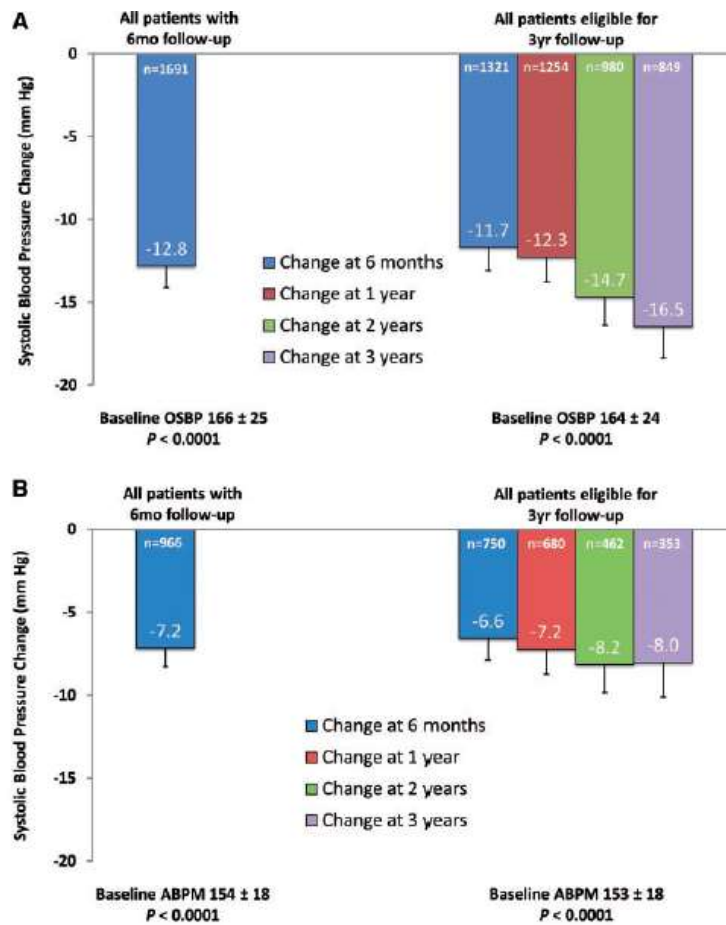 A
All patients with
6mo follow-up
All patients eligible for
3yr follow-up
Systolic Blood Pressure Change (mm Hg)
0
-5
-10
-15
-20
n=1691
-12.8
n=1321
n=1254
n=980
n=849
-11.7
-12.3
-14.7
-16.5
Change at 6 months
Change at 1 year
Change at 2 years
Change at 3 years
Baseline OSBP 166 ± 25
P < 0.0001
Baseline OSBP 164 ± 24
P < 0.0001
B
All patients with
6mo follow-up
All patients eligible for
3yr follow-up
Systolic Blood Pressure Change (mm Hg)
0
-5
-10
-15
-20
n=966
-7.2
n=750
n=680
n=462
n=353
-6.6
-7.2
-8.2
-8.0
Change at 6 months
Change at 1 year
Change at 2 years
Change at 3 years
Baseline ABPM 154 ± 18
P < 0.0001
Baseline ABPM 153 ± 18
P < 0.0001